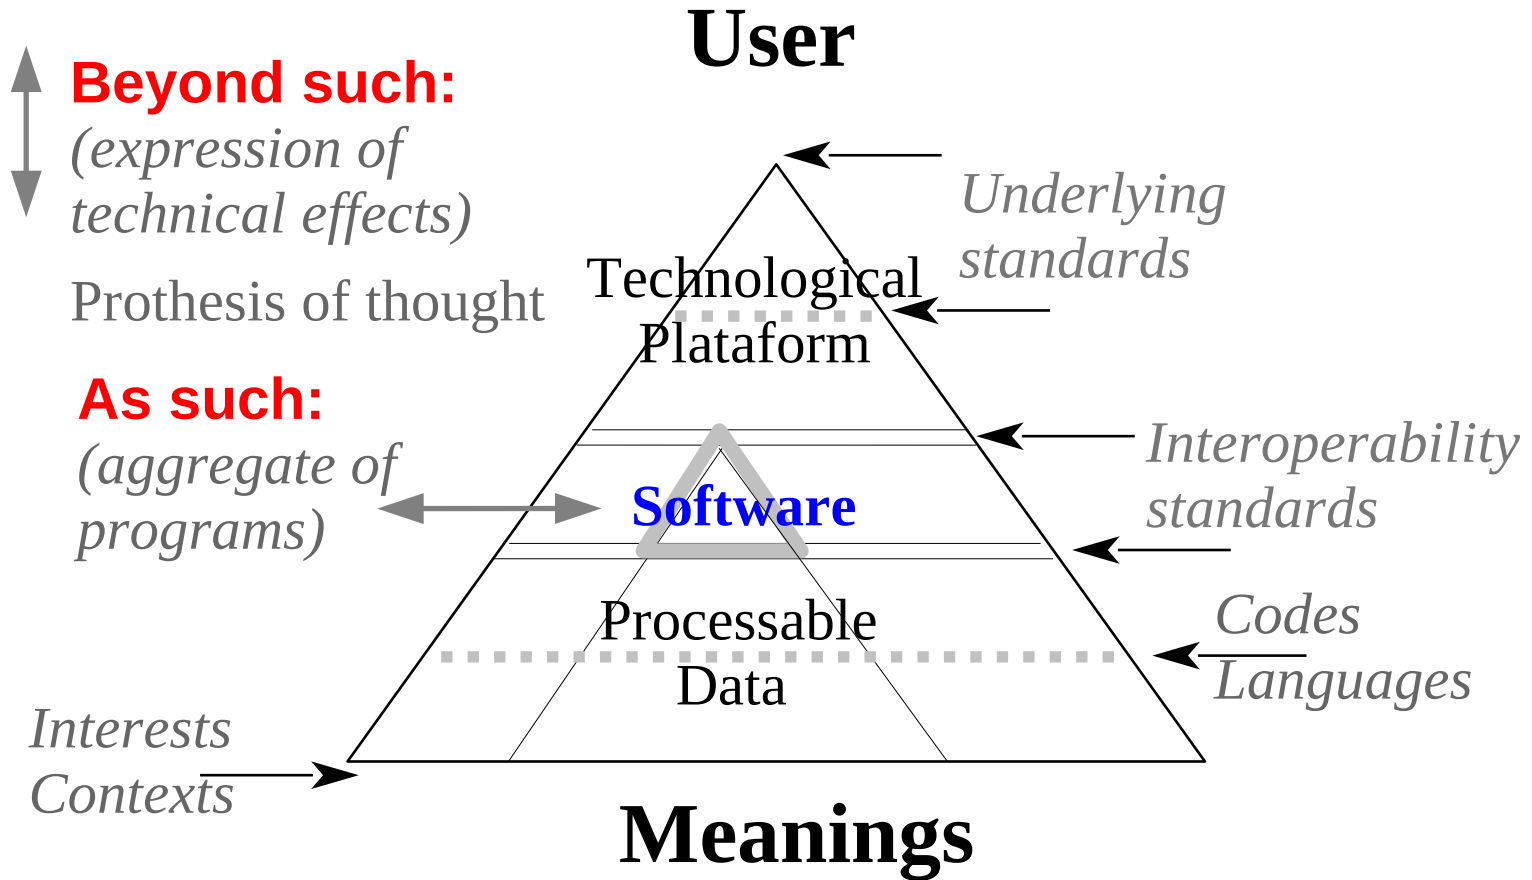 User
Beyond such:
(expression of
technical effects)
Prothesis of thought
Underlying
standards
Technological
Plataform
As such:
(aggregate of
programs)
Software
Interoperability
standards
Processable
Data
Codes
Languages
Interests
Contexts
Meanings